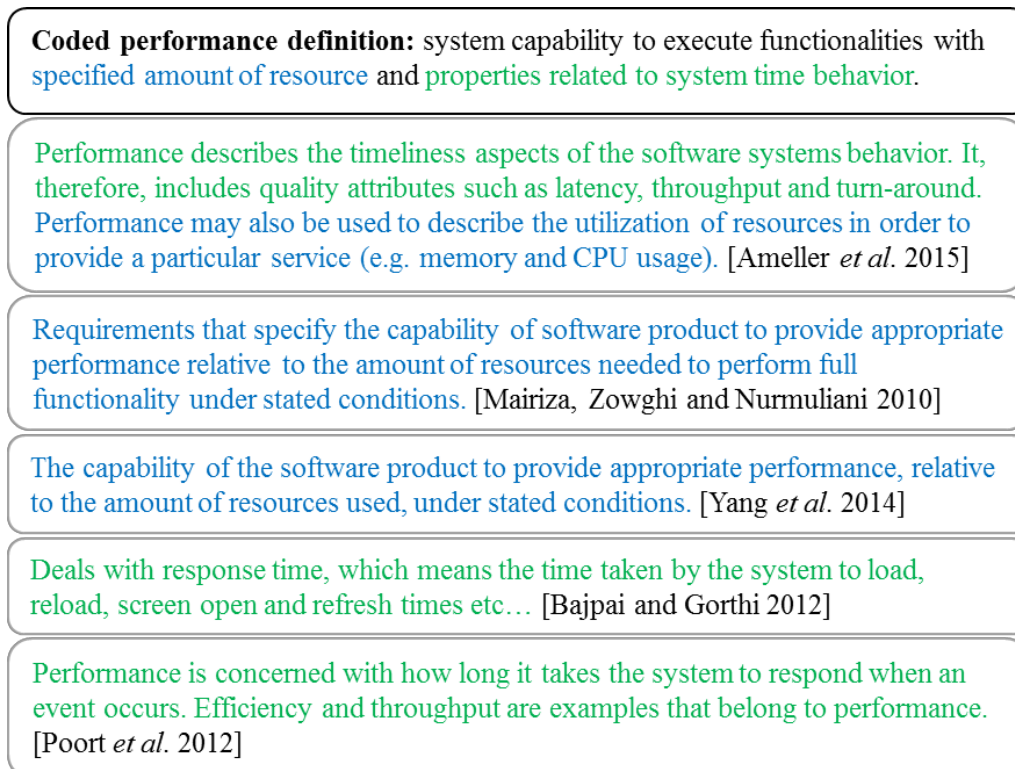 Coded performance definition: system capability to execute functionalities with
specified amount of resource and properties related to system time behavior.
Performance describes the timeliness aspects of the software systems behavior. It,
therefore, includes quality attributes such as latency, throughput and turn-around.
Performance may also be used to describe the utilization of resources in order to
provide a particular service (e.g. memory and CPU usage). [Ameller et al. 2015]
Requirements that specify the capability of software product to provide appropriate
performance relative to the amount of resources needed to perform full
functionality under stated conditions. [Mairiza, Zowghi and Nurmuliani 2010]
The capability of the software product to provide appropriate performance, relative
to the amount of resources used, under stated conditions. [Yang et al. 2014]
Deals with response time, which means the time taken by the system to load,
reload, screen open and refresh times etc… [Bajpai and Gorthi 2012]
Performance is concerned with how long it takes the system to respond when an
event occurs. Efficiency and throughput are examples that belong to performance.
[Poort et al. 2012]